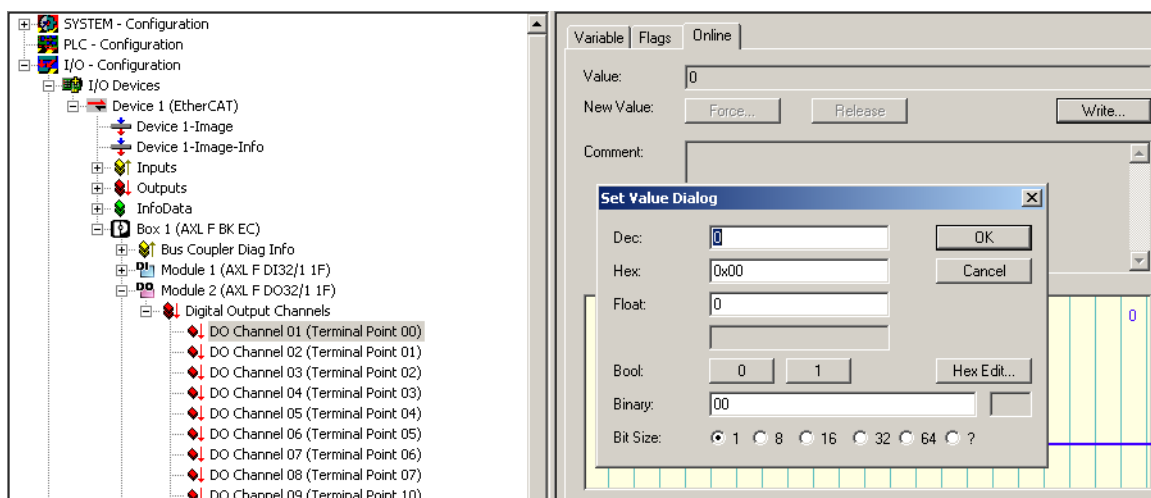 SYSTEM - Configuration
PLC - Configuration
I/O - Configuration
I/O Devices
Device 1 (EtherCAT)
Device 1-Image
Device 1-Image-Info
Inputs
Outputs
InfoData
Box 1 (AXL F BK EC)
Bus Coupler Diag Info
DI Module 1 (AXL F DI32/1 1F)
DO Module 2 (AXL F DO32/1 1F)
Digital Output Channels
DO Channel 01 (Terminal Point 00)
DO Channel 02 (Terminal Point 01)
DO Channel 03 (Terminal Point 02)
DO Channel 04 (Terminal Point 03)
DO Channel 05 (Terminal Point 04)
DO Channel 06 (Terminal Point 05)
DO Channel 07 (Terminal Point 06)
DO Channel 08 (Terminal Point 07)
DO Channel 09 (Terminal Point 10)
Variable Flags Online
Value: 0
New Value: Force... Release Write...
Comment:
Set Value Dialog
Dec: 0 OK
Hex: 0x00 Cancel
Float: 0
Bool: 0 1 Hex Edit...
Binary: 00
Bit Size: 1 8 16 32 64 ?
0